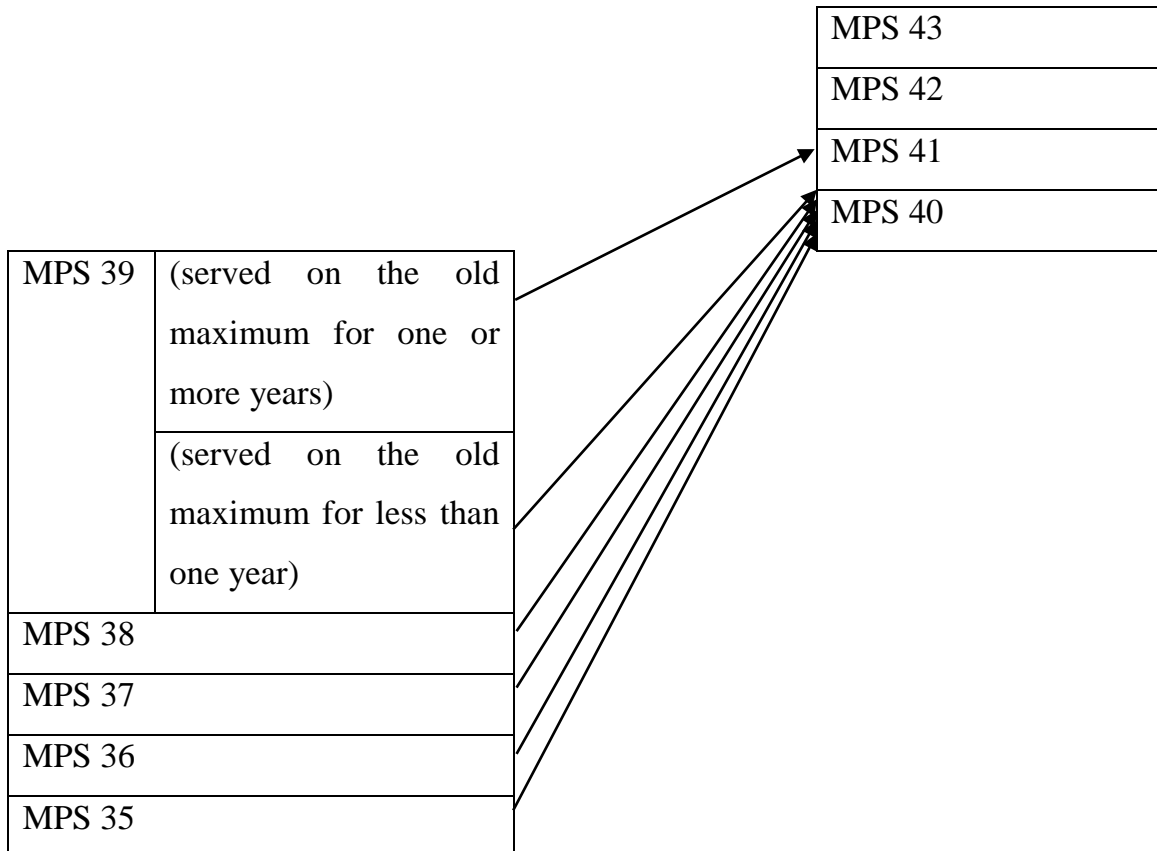 MPS 43
MPS 42
MPS 41
MPS 40
MPS 39
(served on the old
maximum for one or
more years)
(served on the old
maximum for less than
one year)
MPS 38
MPS 37
MPS 36
MPS 35